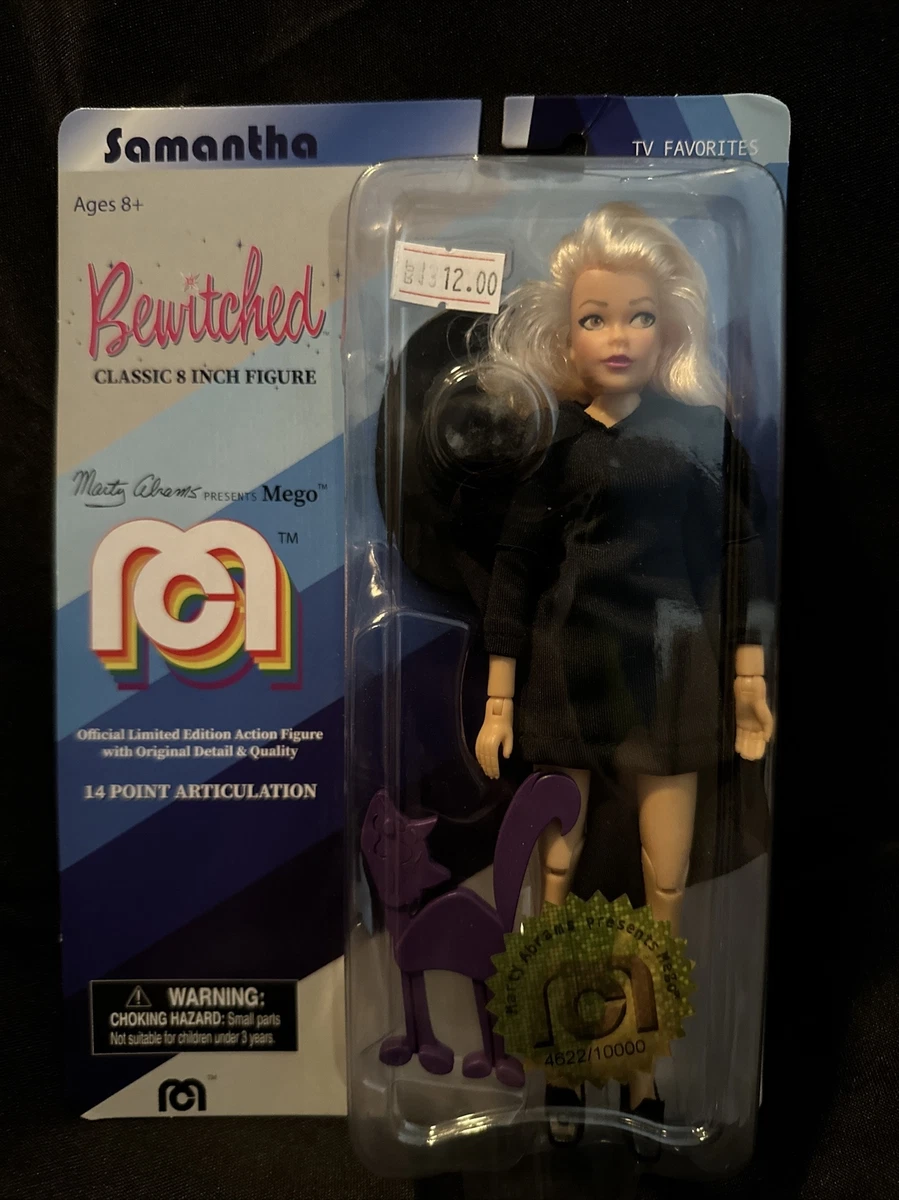 Samantha
TV FAVORITES
Ages 8+
12.00
Bewitched
CLASSIC 8 INCH FIGURE
Marty Abrams PRESENTS Mego™
TM
Official Limited Edition Action Figure
with Original Detail & Quality
14 POINT ARTICULATION
Marty Abrams Presents Mego
4622/10000
WARNING:
CHOKING HAZARD: Small parts
Not suitable for children under 3 years.
TM